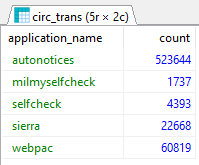 circ_trans (5r × 2c)
application_name count
autonotices 523644
milmyselfcheck 1737
selfcheck 4393
sierra 22668
webpac 60819